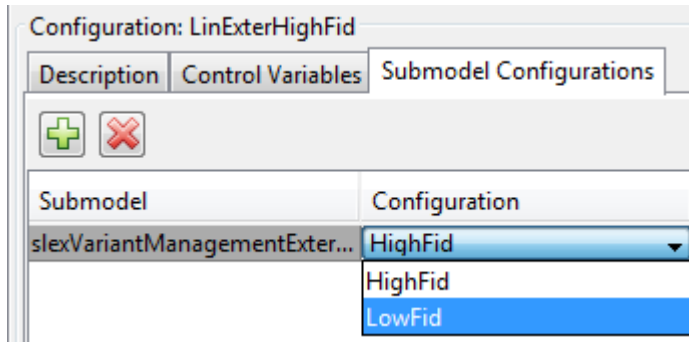 Configuration: LinExterHighFid
Description Control Variables Submodel Configurations
Submodel Configuration
slexVariantManagementExter... HighFid
HighFid
LowFid